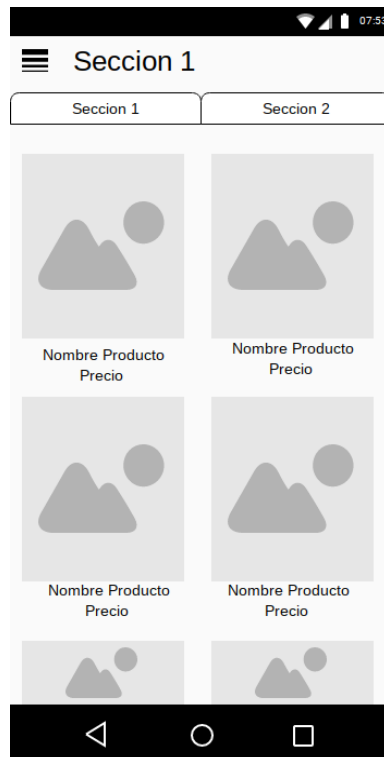 07:53
Seccion 1
Seccion 1
Seccion 2
Nombre Producto
Precio
Nombre Producto
Precio
Nombre Producto
Precio
Nombre Producto
Precio